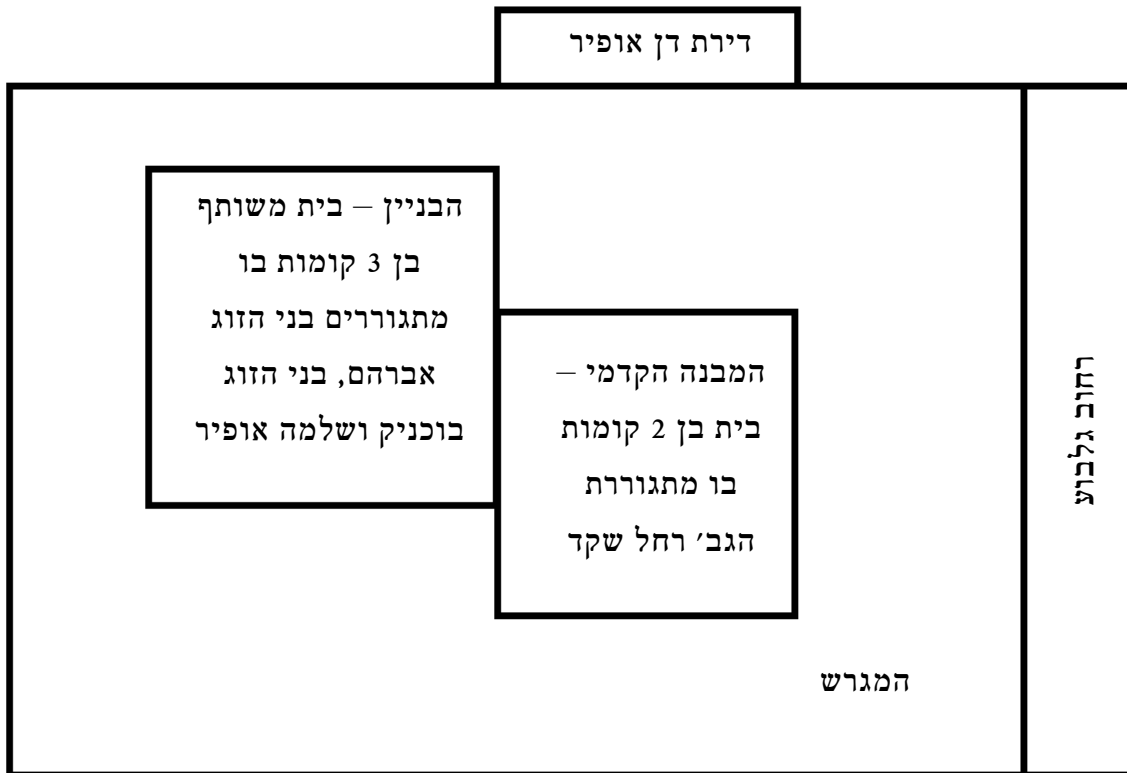 דירת דן אופיר
הבניין – בית משותף
בן 3 קומות בו
מתגוררים בני הזוג
אברהם, בני הזוג
בוכניק ושלמה אופיר
המבנה הקדמי –
בית בן 2 קומות
בו מתגוררת
הגב' רחל שקד
רחוב גלבוע
המגרש